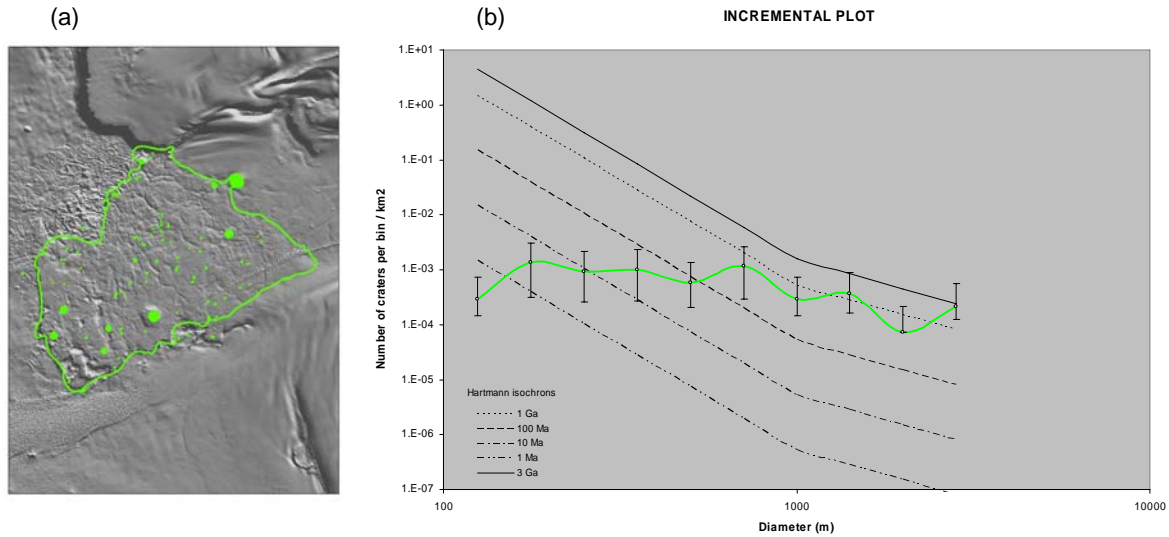 (a)
(b)
INCREMENTAL PLOT
Number of craters per bin / km2
1.E+01
1.E+00
1.E-01
1.E-02
1.E-03
1.E-04
1.E-05
1.E-06
1.E-07
Hartmann isochrons
1 Ga
100 Ma
10 Ma
1 Ma
3 Ga
100
1000
10000
Diameter (m)